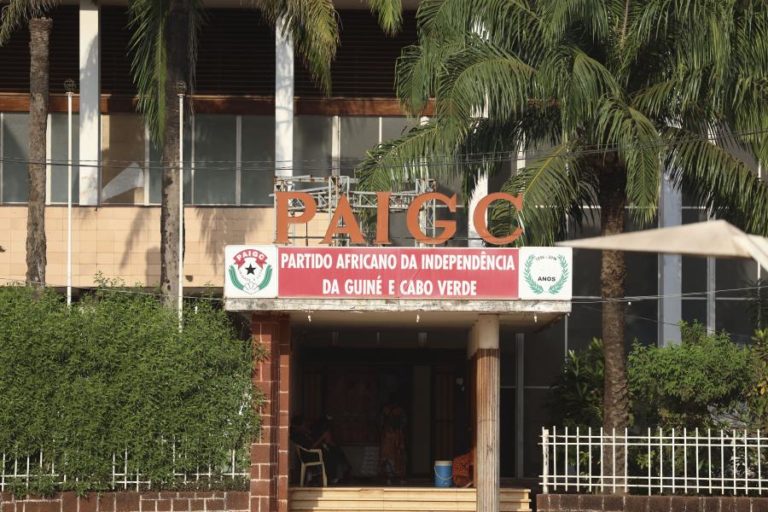 PAIGC
PAIGC
PARTIDO AFRICANO DA INDEPENDÊNCIA
DA GUINÉ E CABO VERDE
ANOS